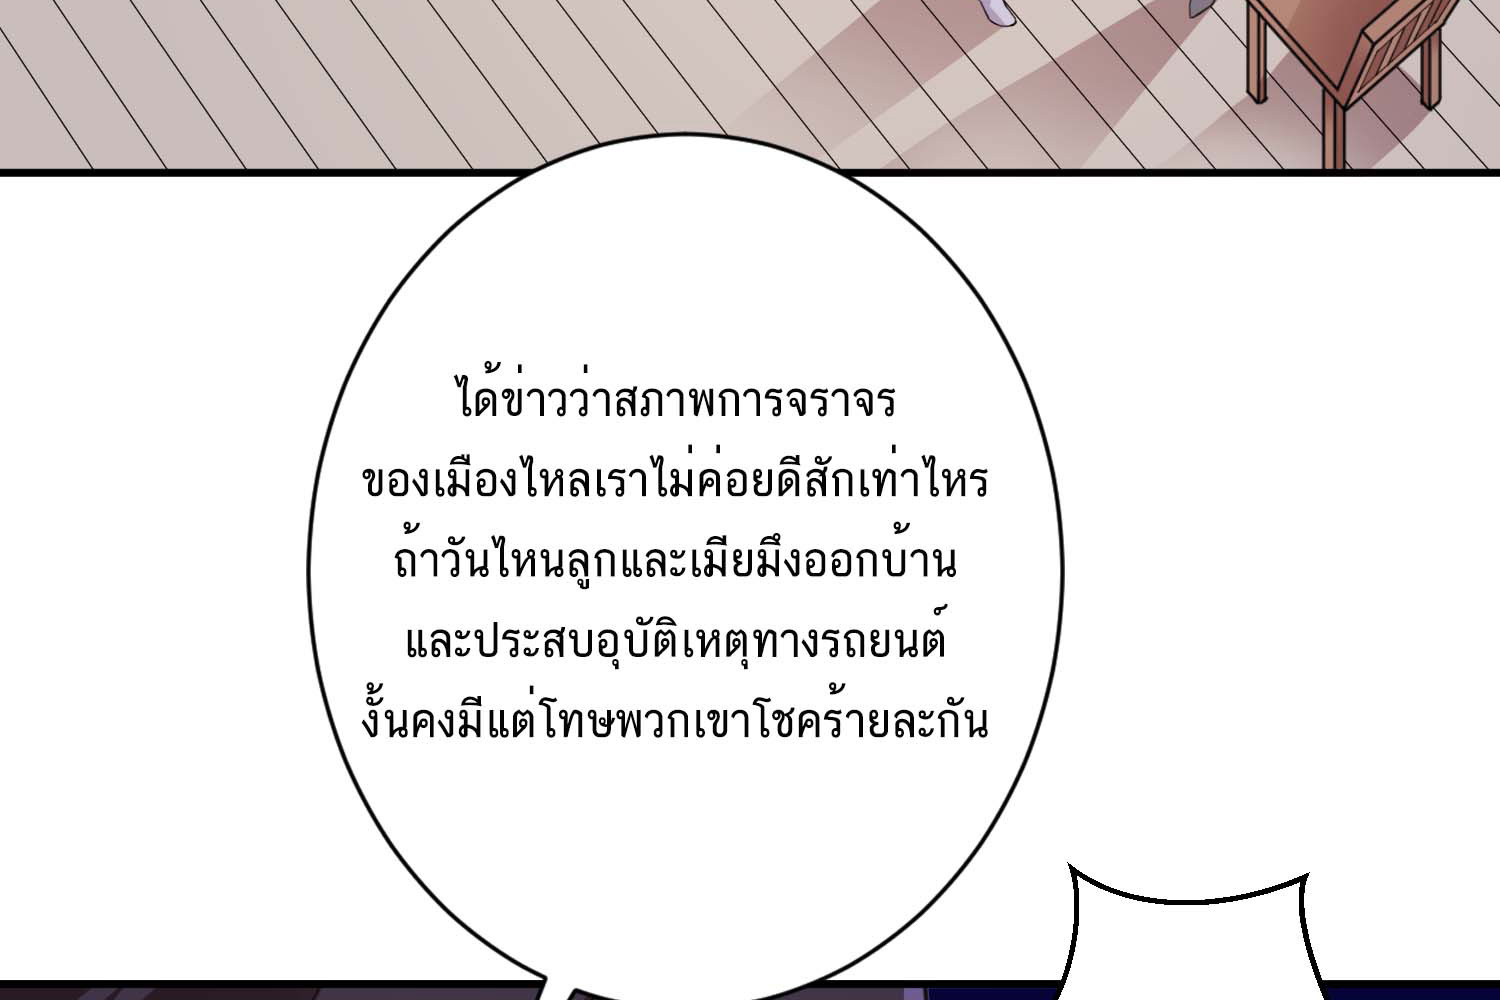 ได้ข่าวว่าสภาพการจราจร
ของเมืองไหลเราไม่ค่อยดีสักเท่าไหร
ถ้าวันไหนลูกและเมียมึงออกบ้าน
และประสบอุบัติเหตุทางรถยนต์
งั้นคงมีแต่โทษพวกเขาโชคร้ายละกัน